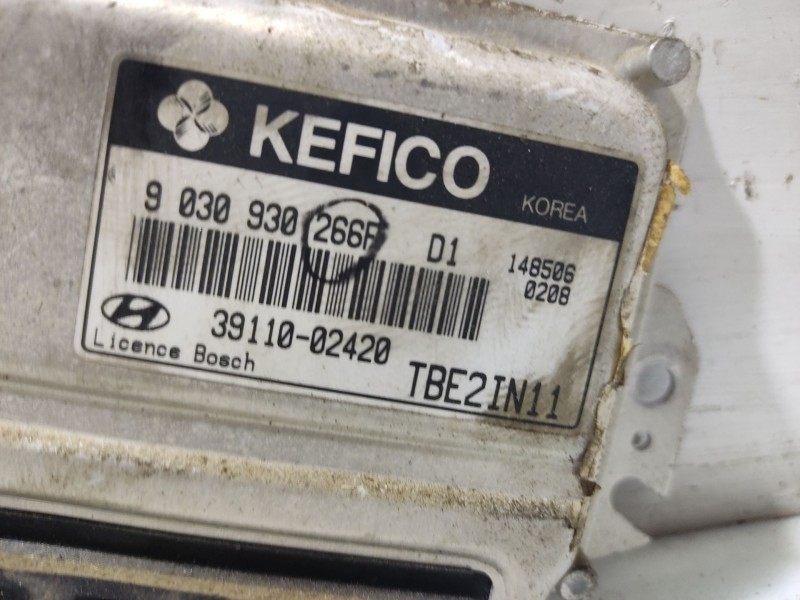 KEFICO
KOREA
9 030 930 266F D1
148506
0208
39110-02420
Licence Bosch
TBE2IN11